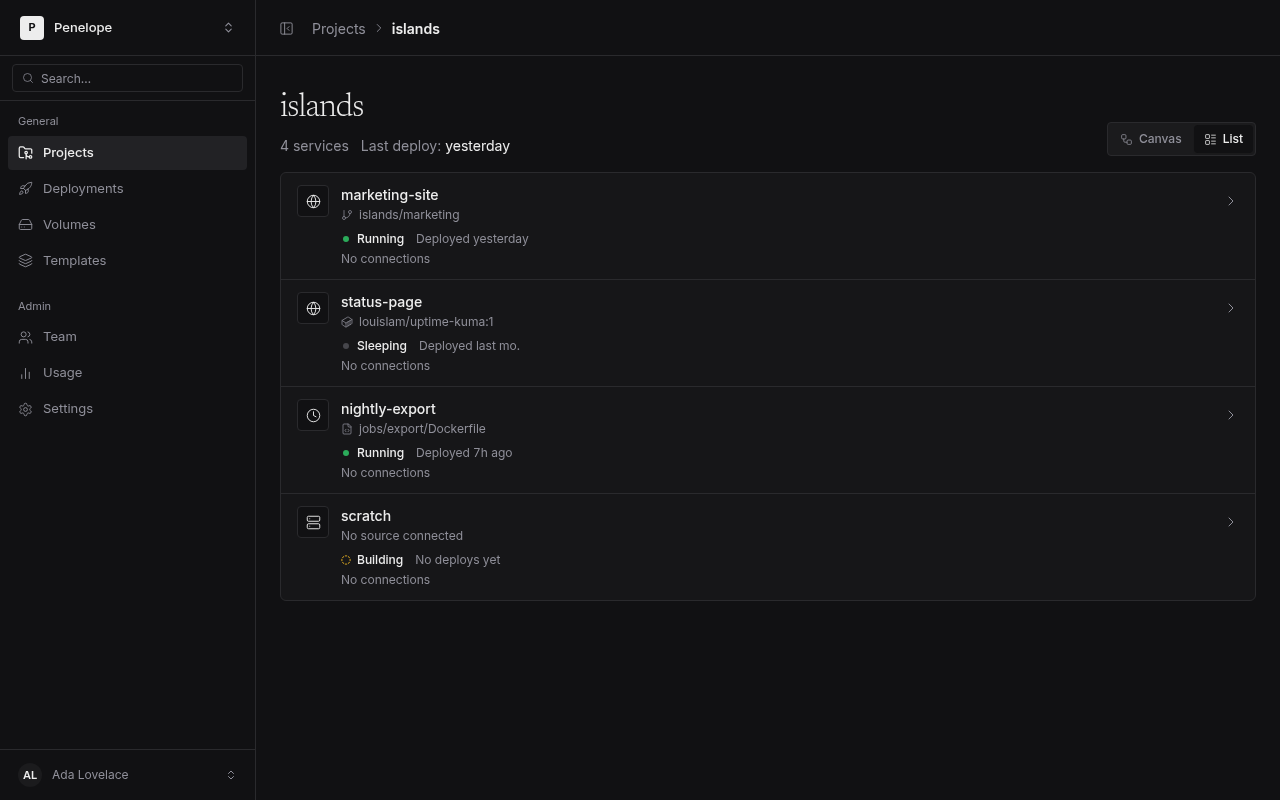 P Penelope
Search...
General
Projects
Deployments
Volumes
Templates
Admin
Team
Usage
Settings
AL Ada Lovelace
Projects islands
islands
4 services Last deploy: yesterday
Canvas List
marketing-site
islands/marketing
Running Deployed yesterday
No connections
status-page
louislam/uptime-kuma:1
Sleeping Deployed last mo.
No connections
nightly-export
jobs/export/Dockerfile
Running Deployed 7h ago
No connections
scratch
No source connected
Building No deploys yet
No connections